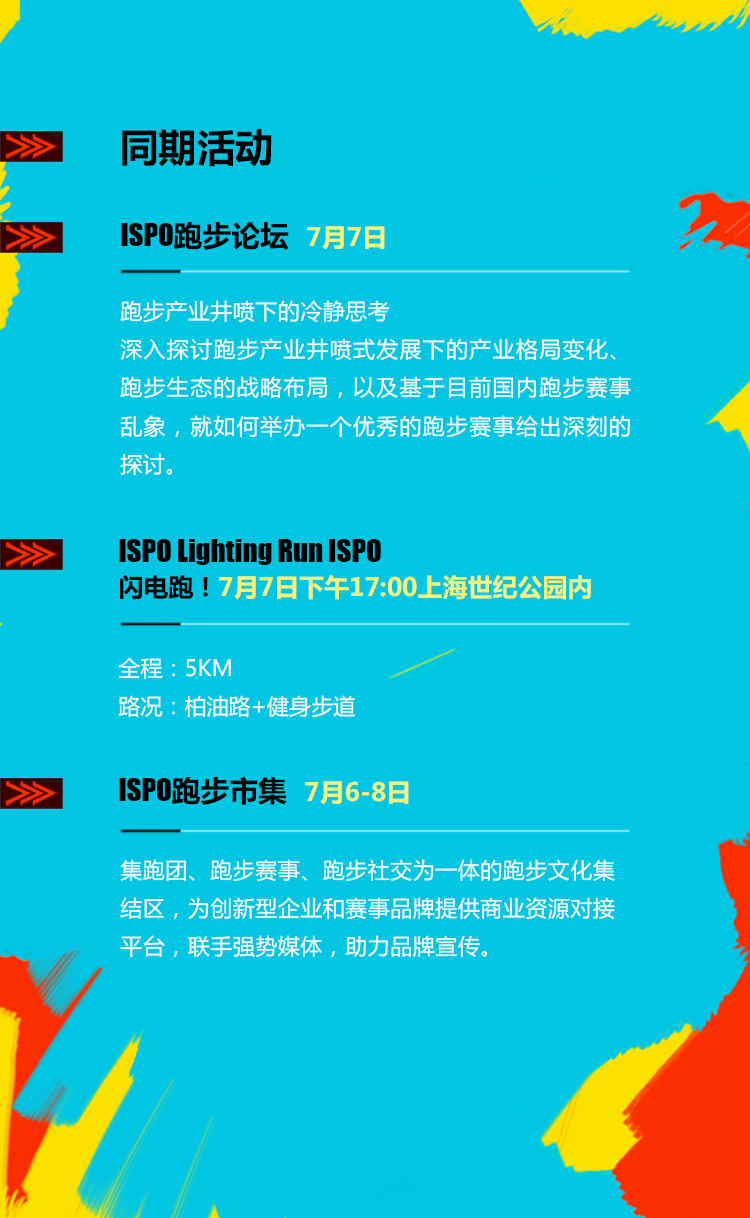 同期活动
ISPO跑步论坛 7月7日
跑步产业井喷下的冷静思考
深入探讨跑步产业井喷式发展下的产业格局变化、
跑步生态的战略布局，以及基于目前国内跑步赛事
乱象，就如何举办一个优秀的跑步赛事给出深刻的
探讨。
ISPO Lighting Run ISPO
闪电跑！7月7日下午17:00上海世纪公园内
全程：5KM
路况：柏油路+健身步道
ISPO跑步市集 7月6-8日
集跑团、跑步赛事、跑步社交为一体的跑步文化集
结区，为创新型企业和赛事品牌提供商业资源对接
平台，联手强势媒体，助力品牌宣传。